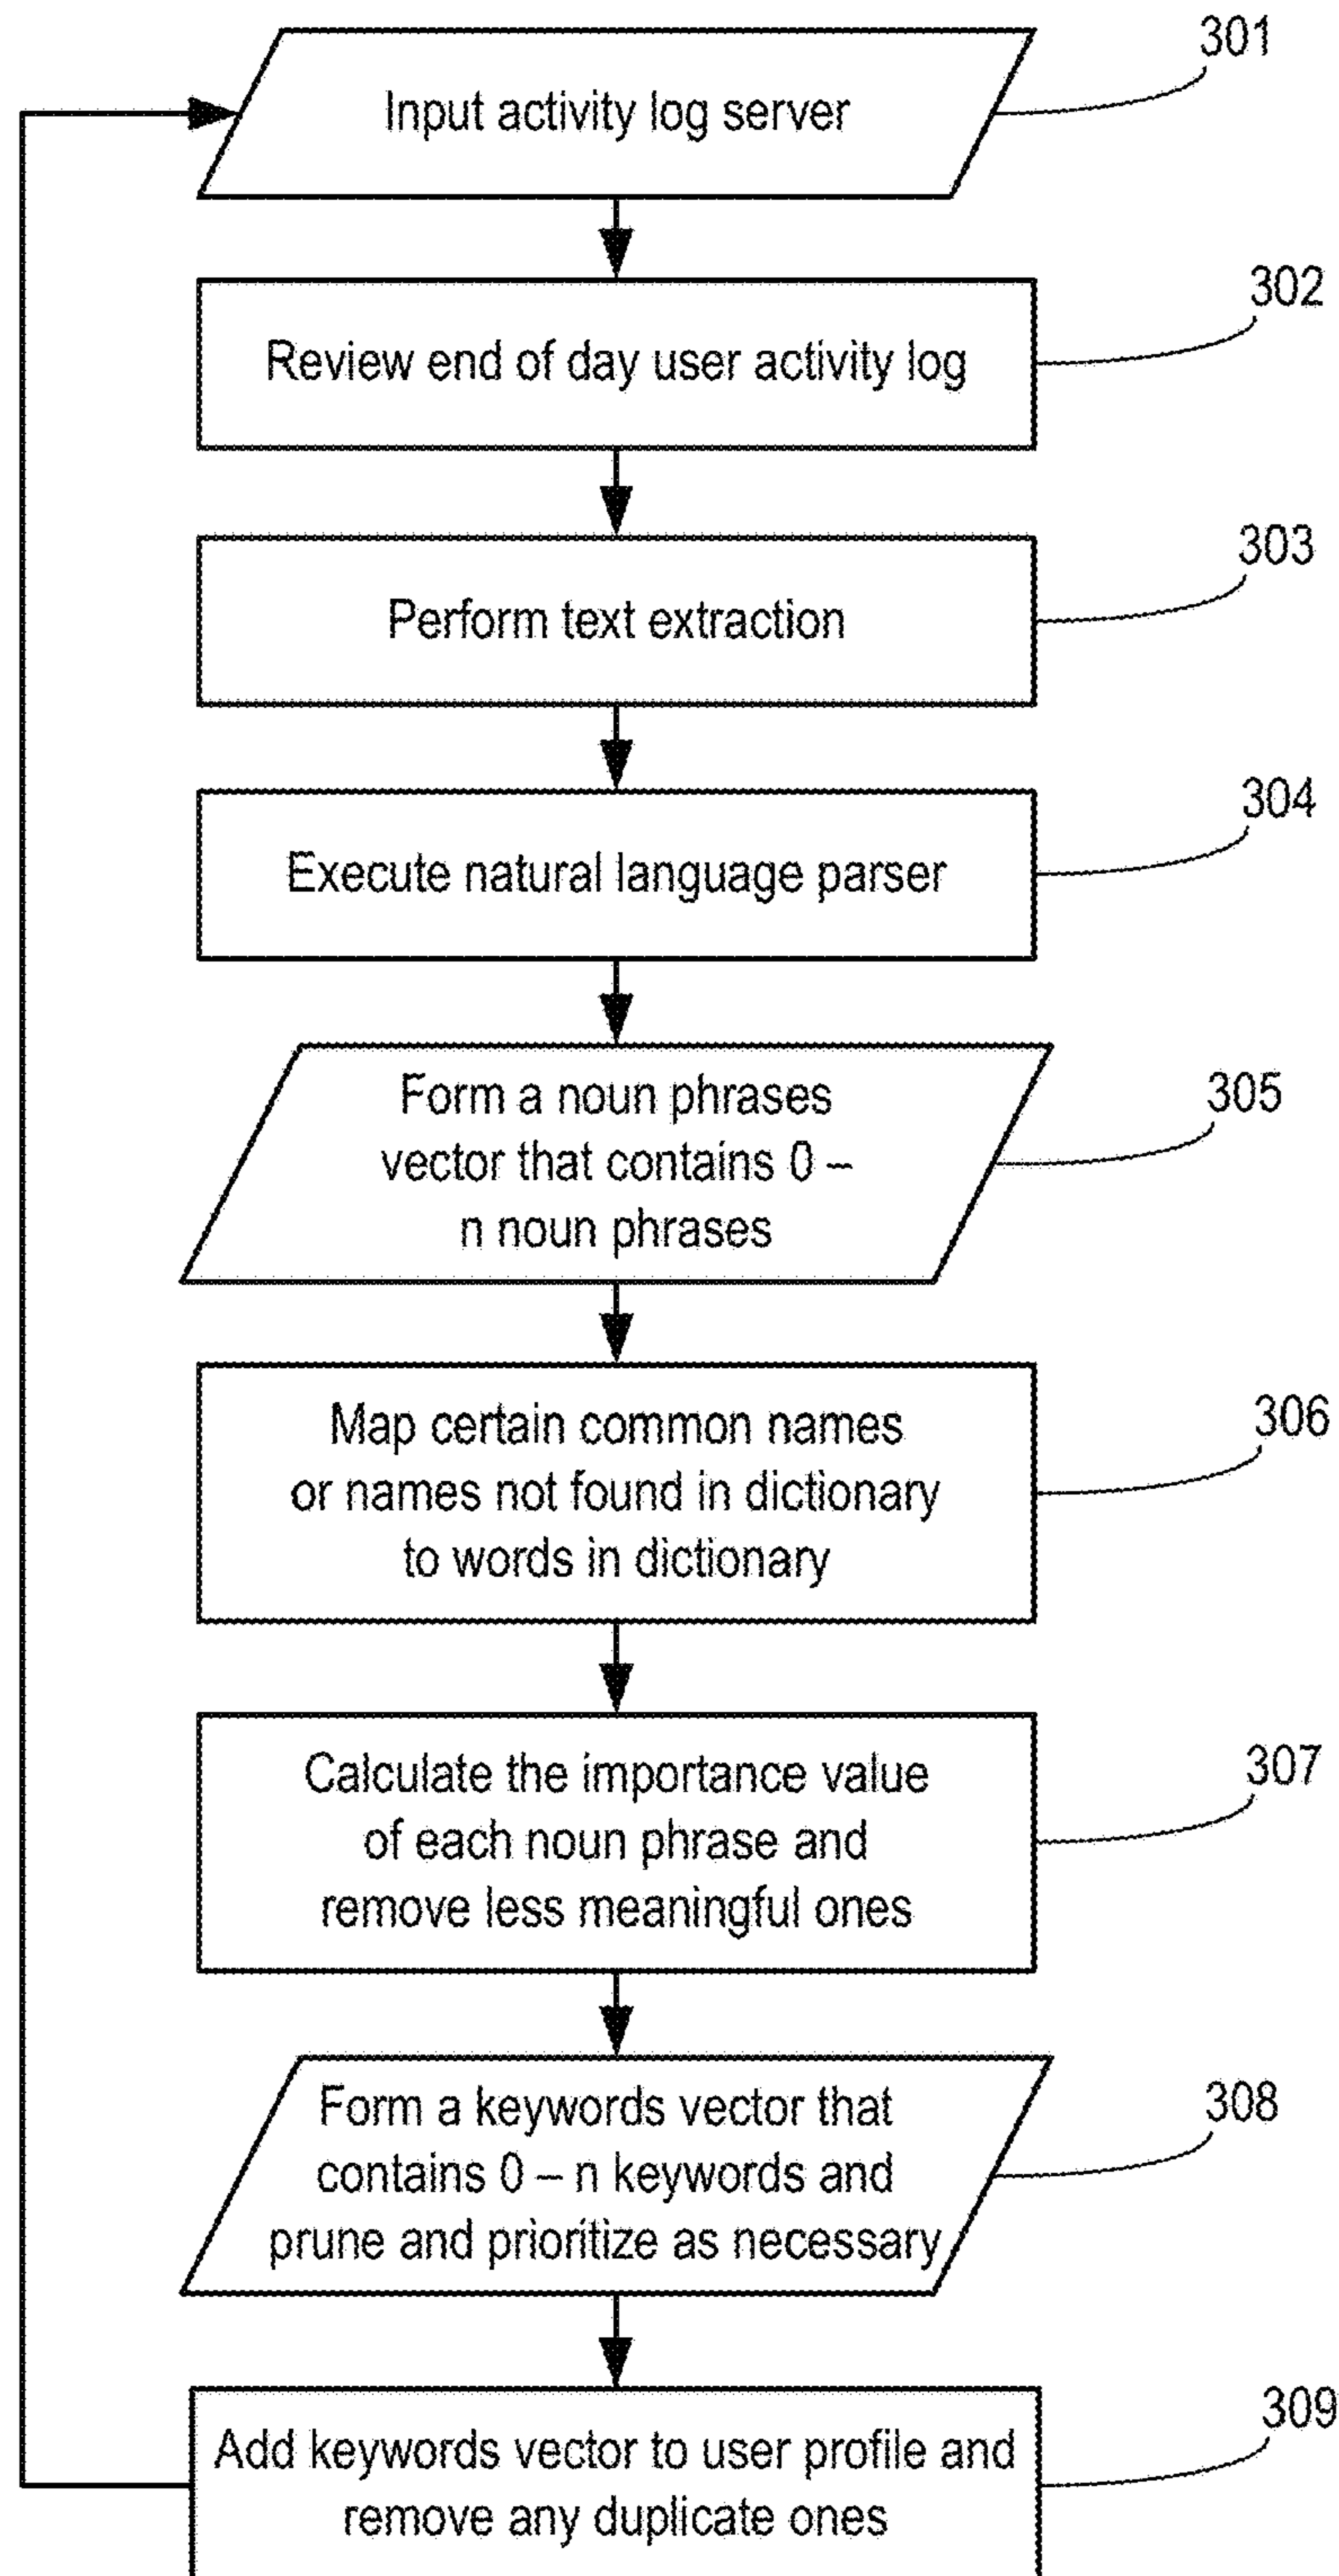 301
Input activity log server
302
Review end of day user activity log
303
Perform text extraction
304
Execute natural language parser
305
Form a noun phrases
vector that contains 0 –
n noun phrases
306
Map certain common names
or names not found in dictionary
to words in dictionary
307
Calculate the importance value
of each noun phrase and
remove less meaningful ones
308
Form a keywords vector that
contains 0 – n keywords and
prune and prioritize as necessary
309
Add keywords vector to user profile and
remove any duplicate ones